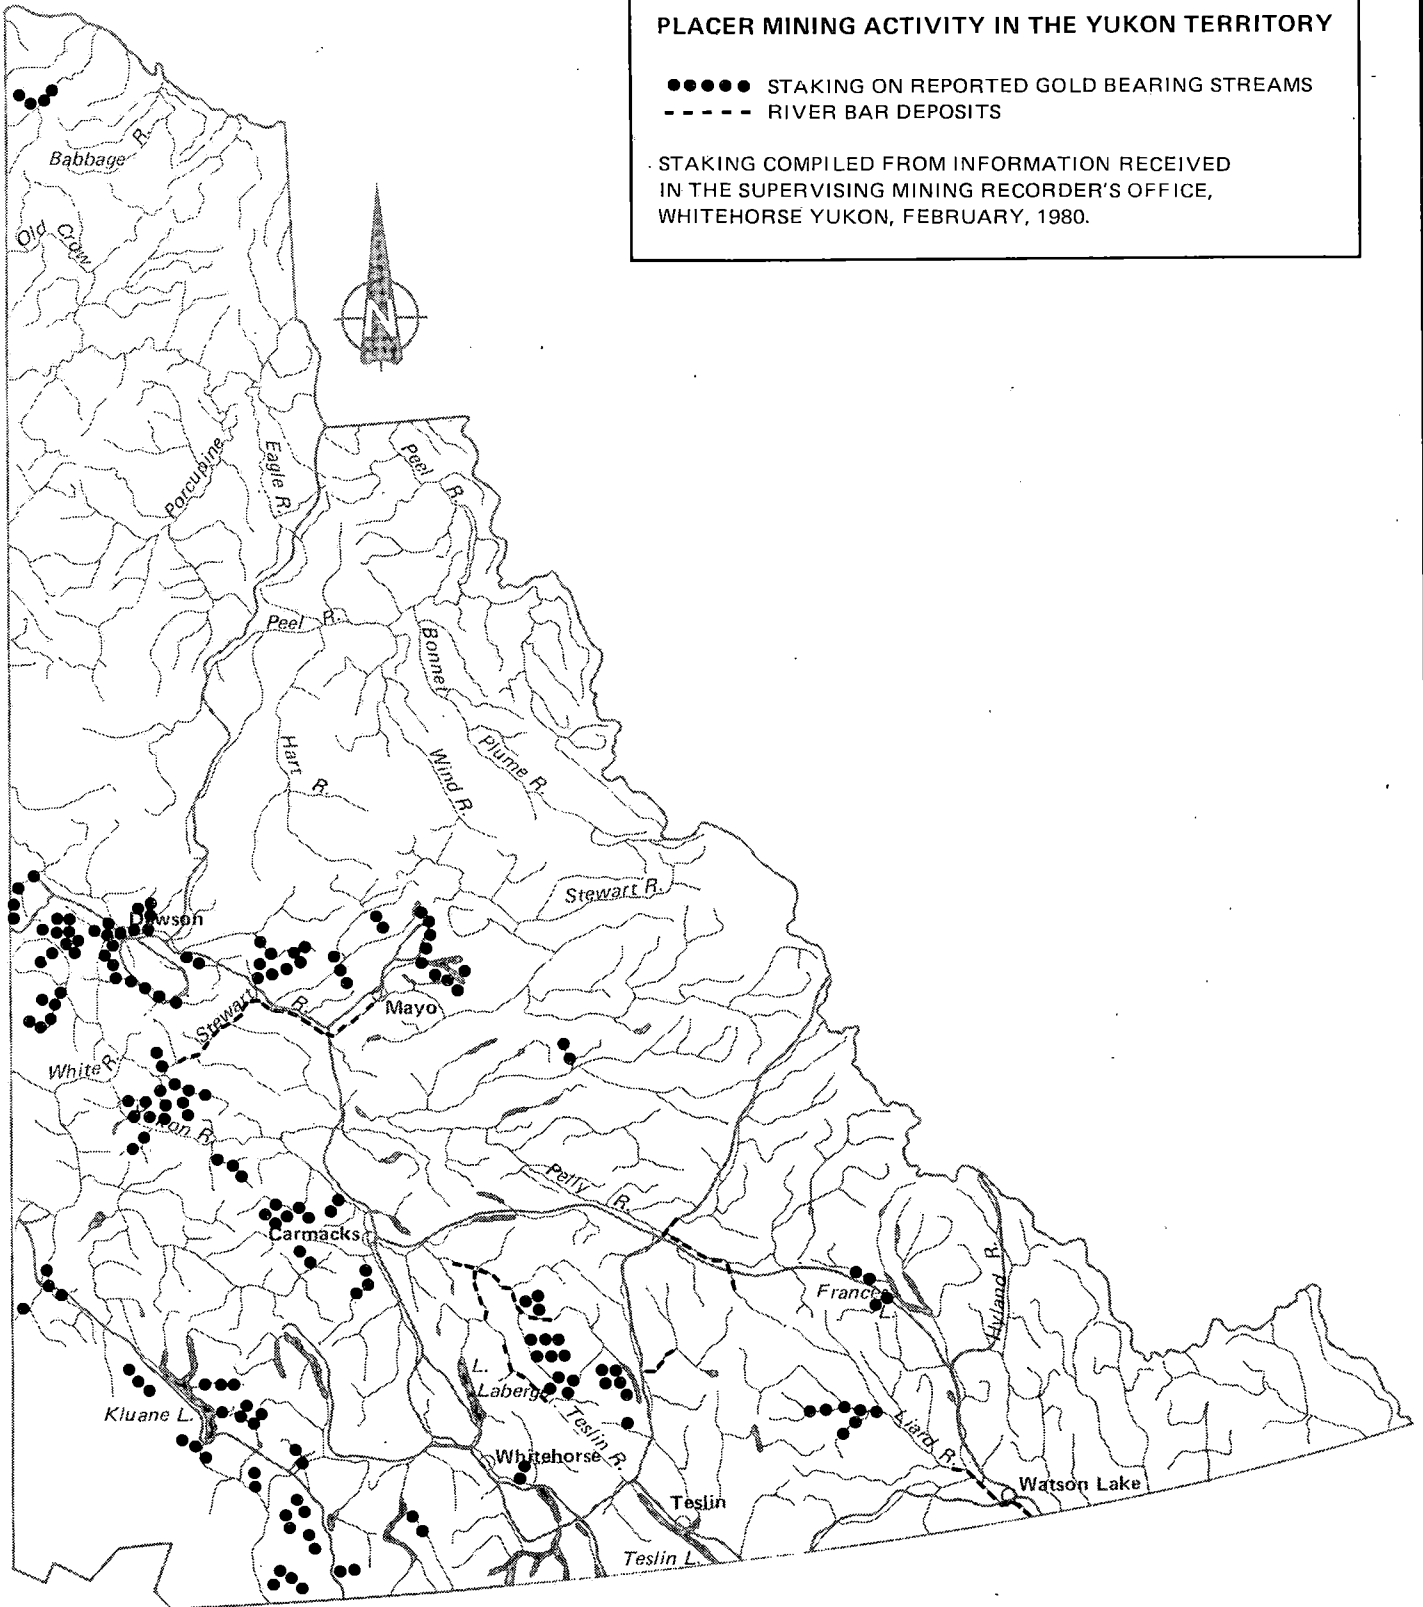 PLACER MINING ACTIVITY IN THE YUKON TERRITORY
STAKING ON REPORTED GOLD BEARING STREAMS
RIVER BAR DEPOSITS
STAKING COMPILED FROM INFORMATION RECEIVED
IN THE SUPERVISING MINING RECORDER'S OFFICE,
WHITEHORSE YUKON, FEBRUARY, 1980.
Babbage R.
Old Crow
N
Porcupine
Eagle R.
Peel R.
Peel R.
Bonnet
Plume R.
Hart R.
Wind R.
Stewart R.
Dawson
Stewart R.
Mayo
White R.
R.
Pelly R.
Carmacks
Frances L.
Hyland R.
L.
Laberge
Kluane L.
Teslin R.
Liard R.
Whitehorse
Watson Lake
Teslin
Teslin L.